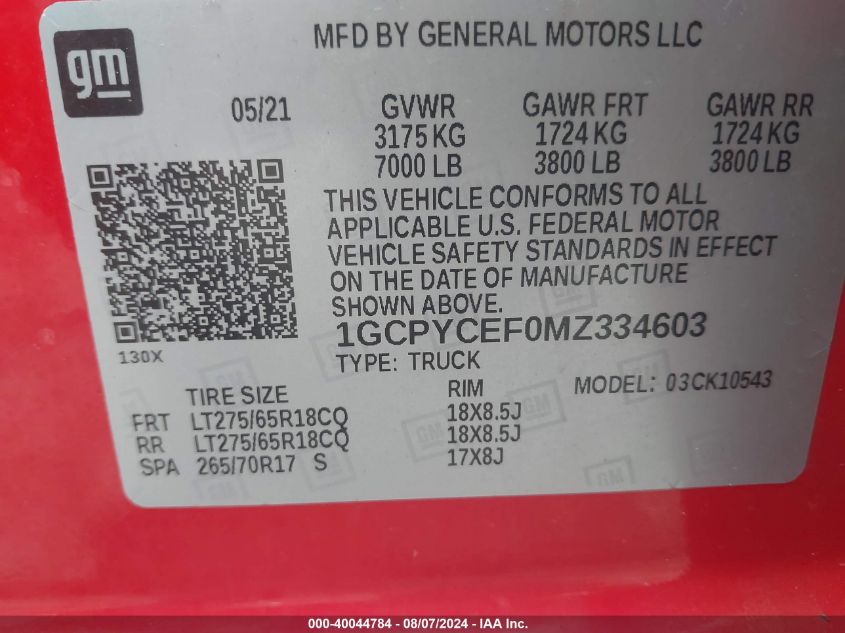 gm
MFD BY GENERAL MOTORS LLC
05/21 GVWR GAWR FRT GAWR RR
3175 KG 1724 KG 1724 KG
7000 LB 3800 LB 3800 LB
THIS VEHICLE CONFORMS TO ALL
APPLICABLE U.S. FEDERAL MOTOR
VEHICLE SAFETY STANDARDS IN EFFECT
ON THE DATE OF MANUFACTURE
SHOWN ABOVE.
1GCPYCEF0MZ334603
130X
TYPE: TRUCK
TIRE SIZE RIM MODEL: 03CK10543
FRT LT275/65R18CQ 18X8.5J
RR LT275/65R18CQ 18X8.5J
SPA 265/70R17 S 17X8J
000-40044784 - 08/07/2024 - IAA Inc.